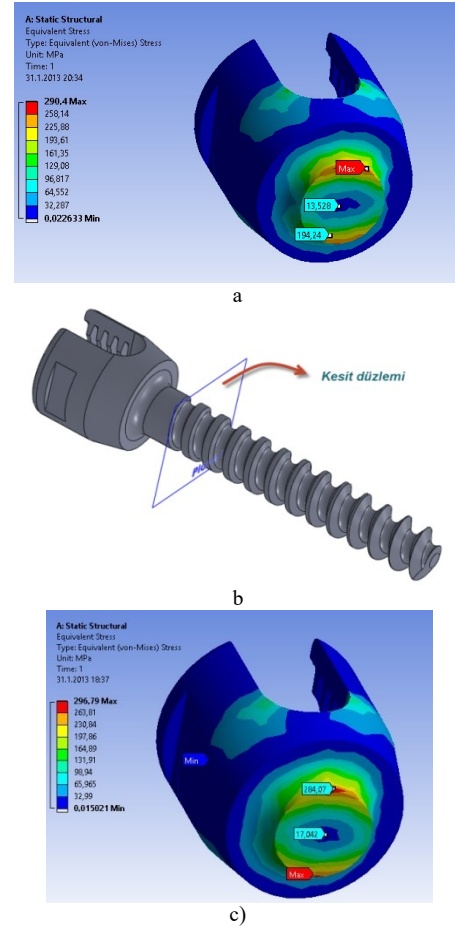 A: Static Structural
Equivalent Stress
Type: Equivalent (von-Mises) Stress
Unit: MPa
Time: 1
31.1.2013 20:34
290,4 Max
258,14
225,88
193,61
161,35
129,08
96,817
64,552
32,287
0,022633 Min
Max
13,528
194,24
a
Kesit düzlemi
b
A: Static Structural
Equivalent Stress
Type: Equivalent (von-Mises) Stress
Unit: MPa
Time: 1
31.1.2013 18:37
296,79 Max
263,81
230,84
197,86
164,89
131,91
98,94
65,965
32,99
0,015021 Min
Min
284,07
17,042
Max
c)